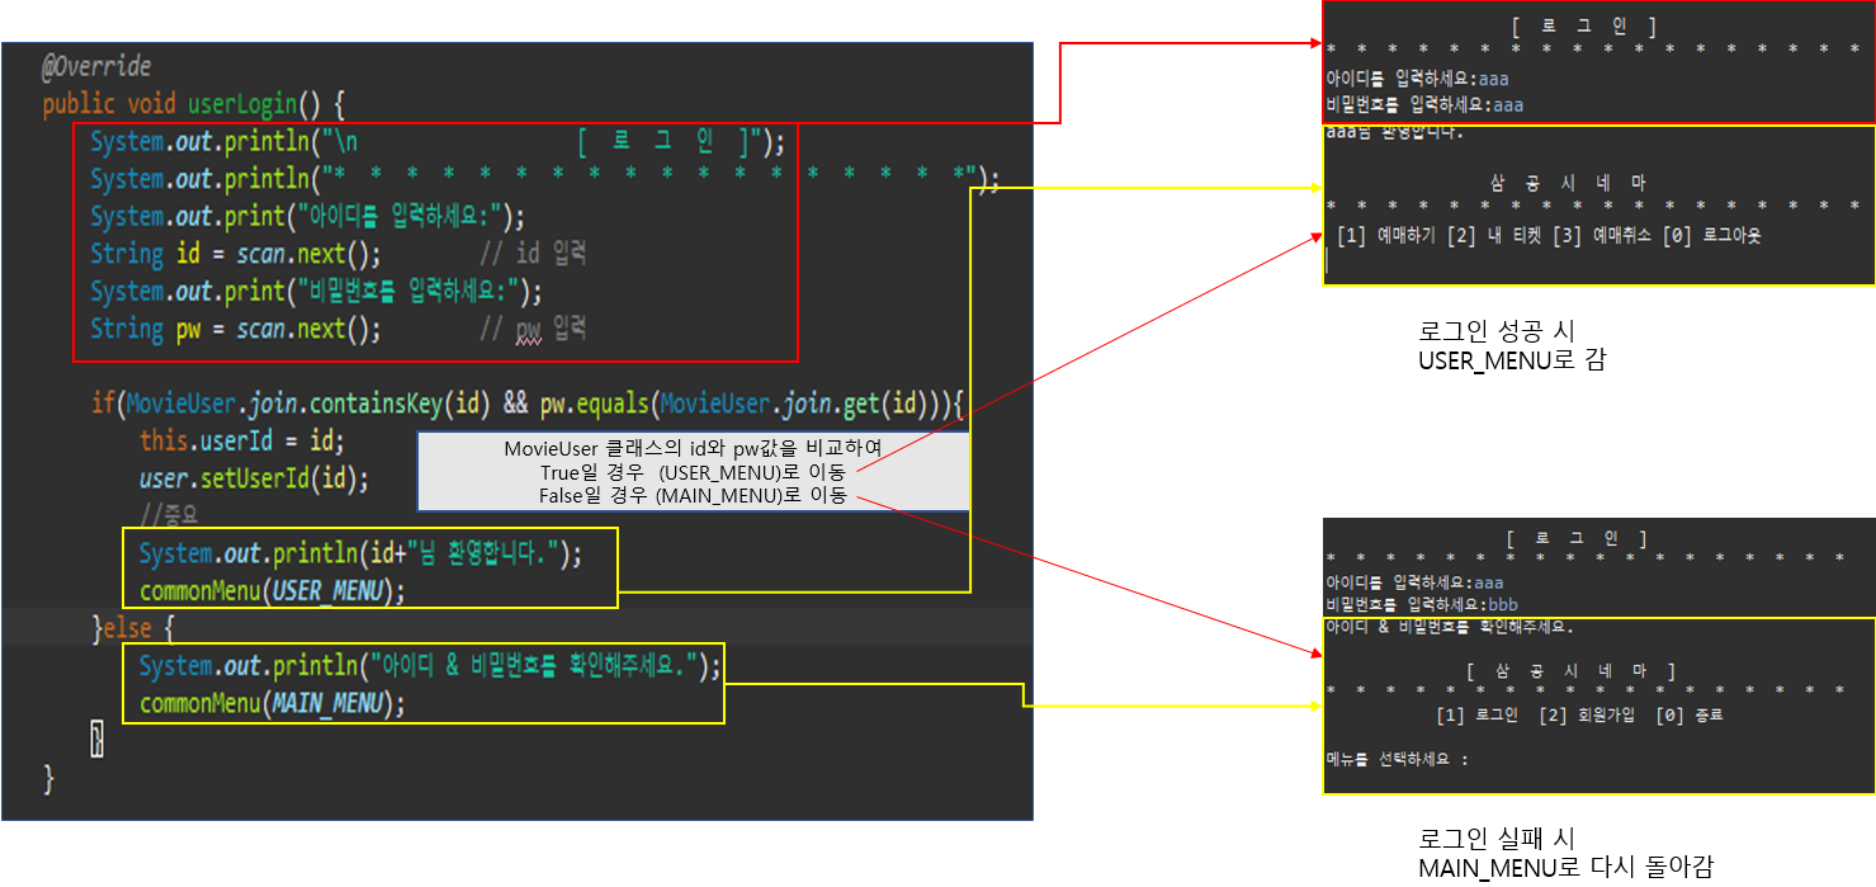 @Override
public void userLogin() {
System.out.println("\n [ 로 그 인 ]");
System.out.println("* * * * * * * * * * * * * * * * * *");
System.out.print("아이디를 입력하세요:");
String id = scan.next(); // id 입력
System.out.print("비밀번호를 입력하세요:");
String pw = scan.next(); // pw 입력
if(MovieUser.join.containsKey(id) && pw.equals(MovieUser.join.get(id))){
this.userId = id;
user.setUserId(id);
//중요
System.out.println(id+"님 환영합니다.");
commonMenu(USER_MENU);
}else {
System.out.println("아이디 & 비밀번호를 확인해주세요.");
commonMenu(MAIN_MENU);
}
}
MovieUser 클래스의 id와 pw값을 비교하여
True일 경우 (USER_MENU)로 이동
False일 경우 (MAIN_MENU)로 이동
[ 로 그 인 ]
* * * * * * * * * * * * * * * * * *
아이디를 입력하세요:aaa
비밀번호를 입력하세요:aaa
aaa님 환영합니다.
삼 공 시 네 마
* * * * * * * * * * * * * * * * * *
[1] 예매하기 [2] 내 티켓 [3] 예매취소 [0] 로그아웃
로그인 성공 시
USER_MENU로 감
[ 로 그 인 ]
* * * * * * * * * * * * * * * * * *
아이디를 입력하세요:aaa
비밀번호를 입력하세요:bbb
아이디 & 비밀번호를 확인해주세요.
[ 삼 공 시 네 마 ]
* * * * * * * * * * * * * * * * * *
[1] 로그인 [2] 회원가입 [0] 종료
메뉴를 선택하세요 :
로그인 실패 시
MAIN_MENU로 다시 돌아감